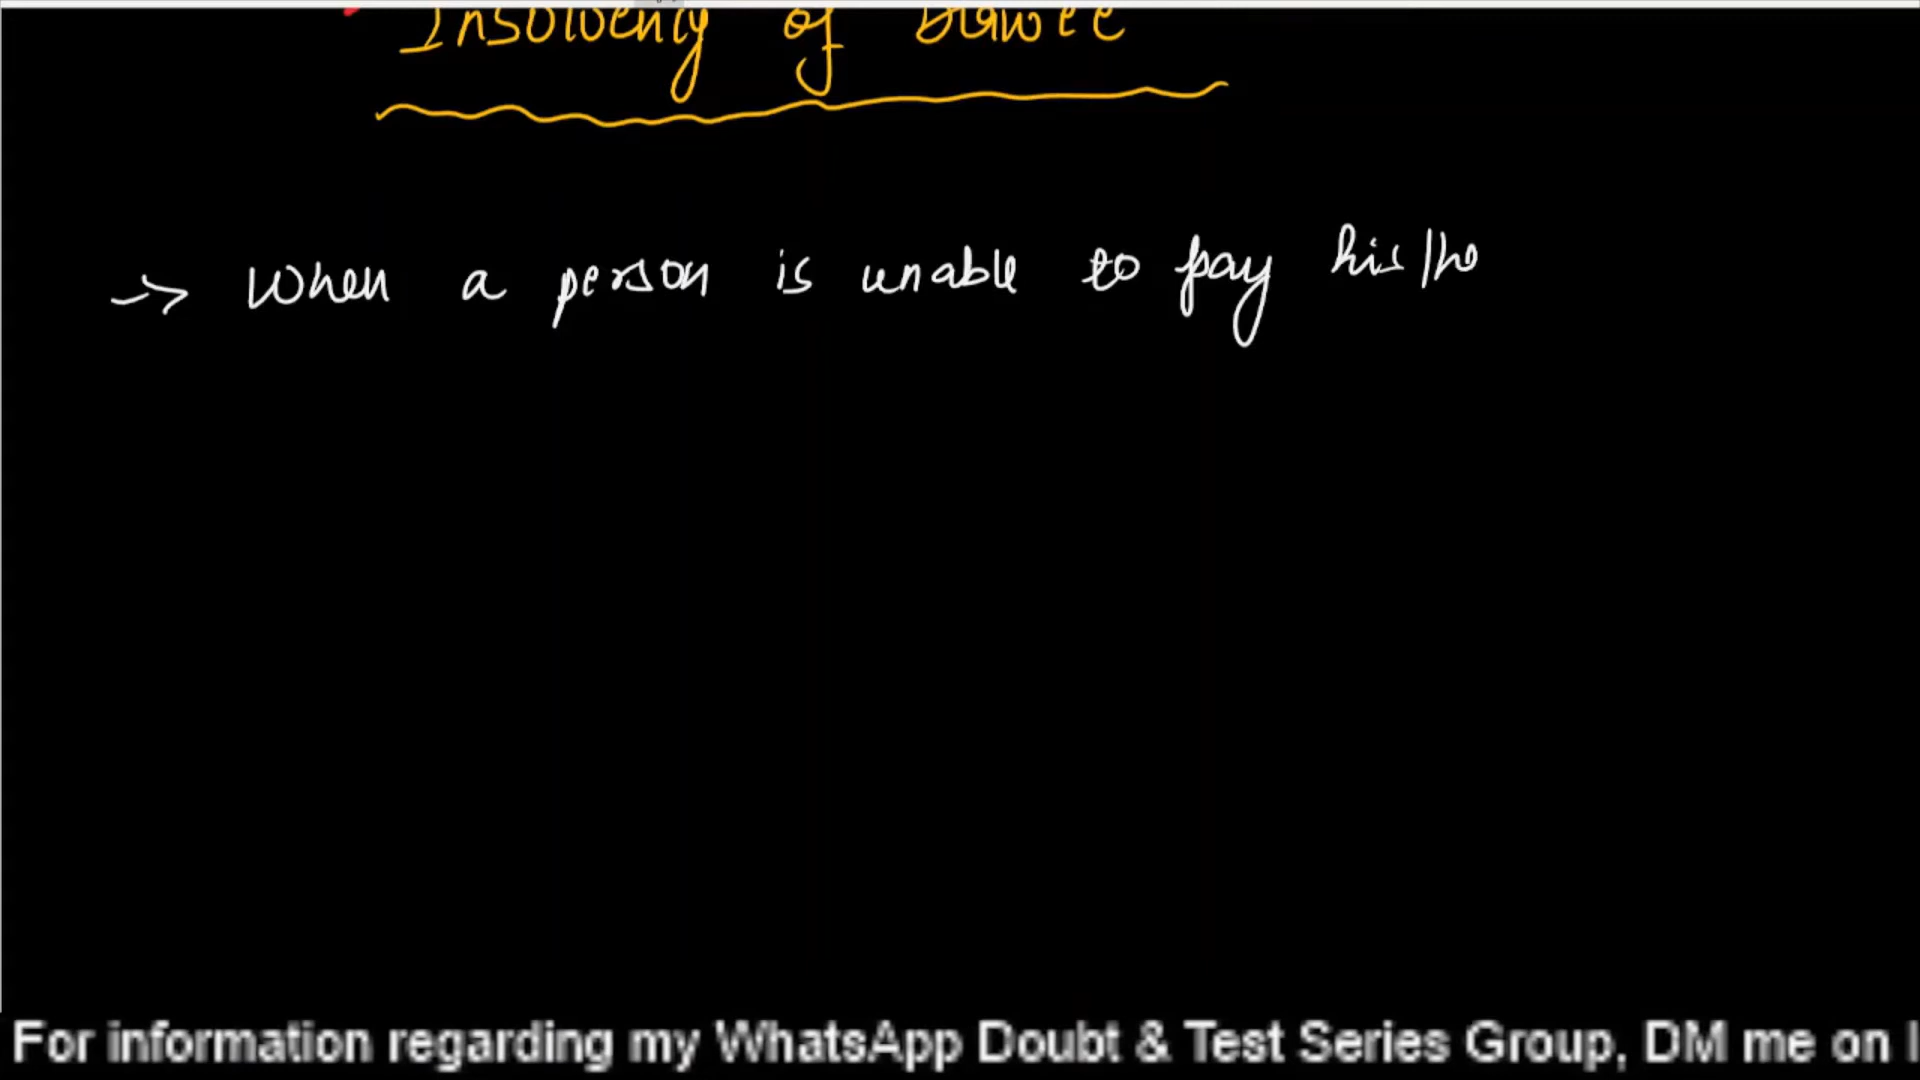 Insolvency of Drawee
-> When a person is unable to pay his/he
For information regarding my WhatsApp Doubt & Test Series Group, DM me on I